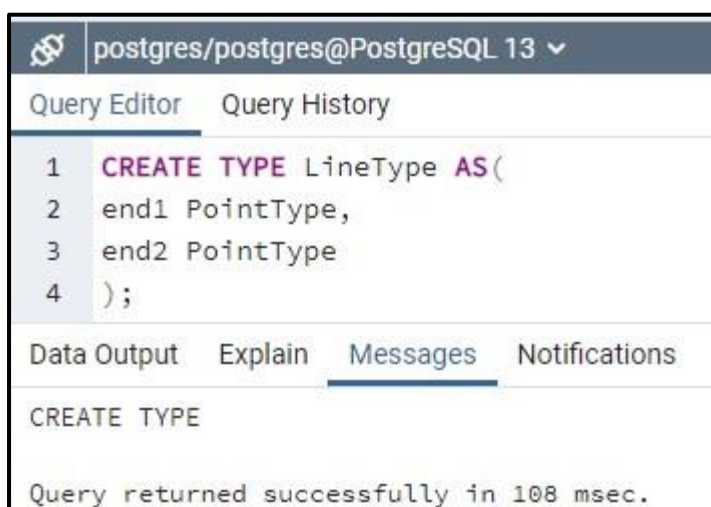 postgres/postgres@PostgreSQL 13
Query Editor Query History
1 CREATE TYPE LineType AS(
2 end1 PointType,
3 end2 PointType
4 );
Data Output Explain Messages Notifications
CREATE TYPE
Query returned successfully in 108 msec.